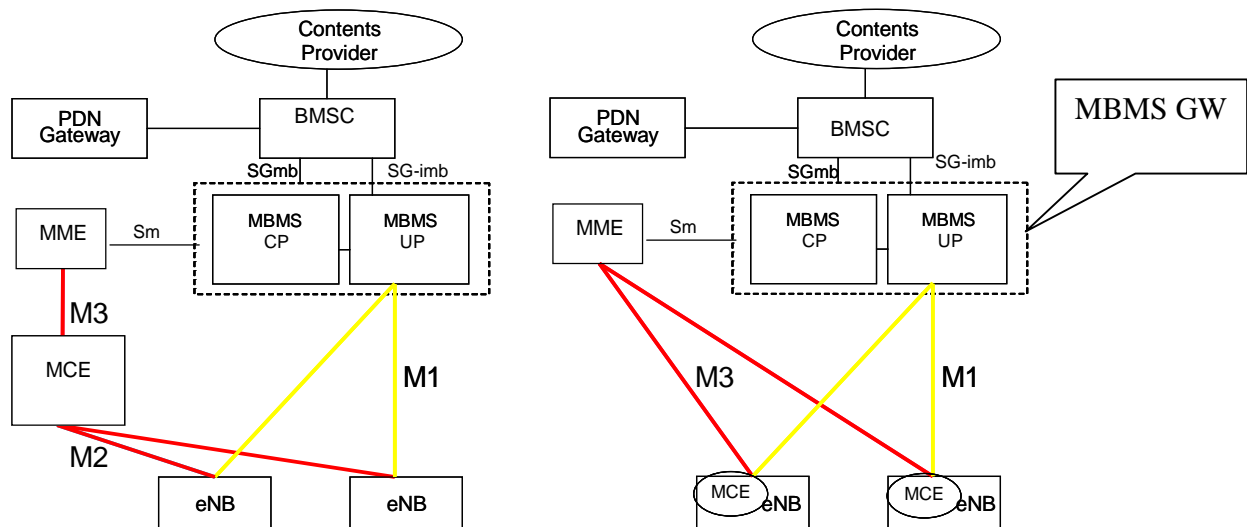 Contents
Provider
PDN
Gateway
BMSC
SGmb
SG-imb
MME
Sm
MBMS
CP
MBMS
UP
M3
MCE
M1
M2
eNB
eNB
Contents
Provider
MBMS GW
PDN
Gateway
BMSC
SGmb
SG-imb
MME
Sm
MBMS
CP
MBMS
UP
M3
M1
MCE
eNB
MCE
eNB